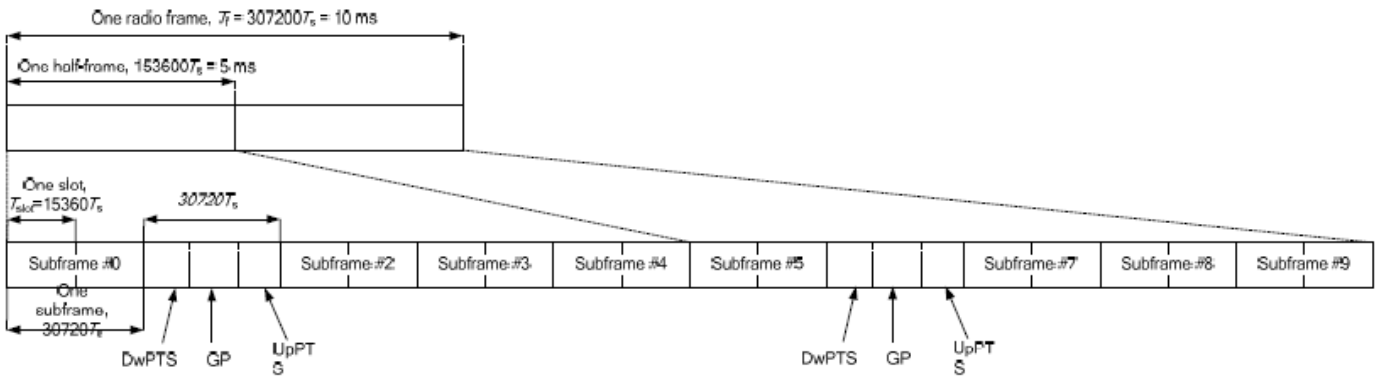 One radio frame, Tf = 307200Ts = 10 ms
One half-frame, 153600Ts = 5 ms
One slot,
Tslot=15360Ts
30720Ts
Subframe #0
Subframe #2
Subframe #3
Subframe #4
Subframe #5
Subframe #7
Subframe #8
Subframe #9
One
subframe,
30720Ts
DwPTS
GP
UpPT
S
DwPTS
GP
UpPT
S